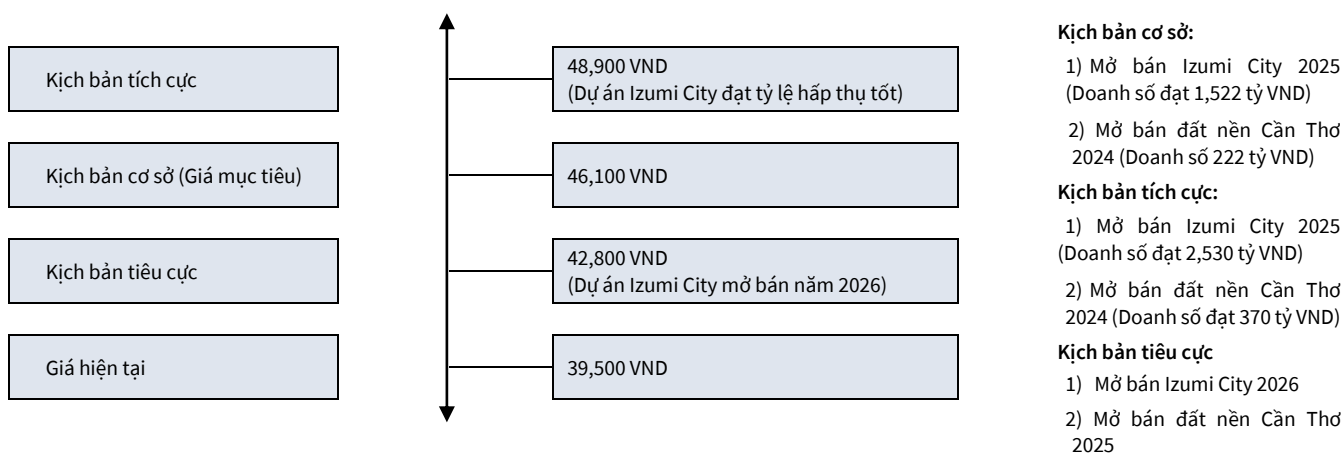 Kịch bản tích cực
48,900 VND
(Dự án Izumi City đạt tỷ lệ hấp thụ tốt)
Kịch bản cơ sở (Giá mục tiêu)
46,100 VND
Kịch bản tiêu cực
42,800 VND
(Dự án Izumi City mở bán năm 2026)
Giá hiện tại
39,500 VND
Kịch bản cơ sở:
1) Mở bán Izumi City 2025
(Doanh số đạt 1,522 tỷ VND)
2) Mở bán đất nền Cần Thơ
2024 (Doanh số 222 tỷ VND)
Kịch bản tích cực:
1) Mở bán Izumi City 2025
(Doanh số đạt 2,530 tỷ VND)
2) Mở bán đất nền Cần Thơ
2024 (Doanh số đạt 370 tỷ VND)
Kịch bản tiêu cực
1) Mở bán Izumi City 2026
2) Mở bán đất nền Cần Thơ
2025